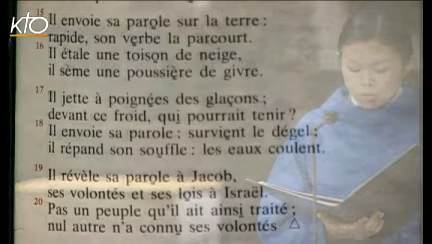 kto
15 Il envoie sa parole sur la terre :
rapide, son verbe la parcourt.
16 Il étale une toison de neige,
il sème une poussière de givre.
17 Il jette à poignées des glaçons ;
devant ce froid, qui pourrait tenir ?
18 Il envoie sa parole : survient le dégel ;
il répand son souffle : les eaux coulent.
19 Il révèle sa parole à Jacob,
ses volontés et ses lois à Israël.
20 Pas un peuple qu'il ait ainsi traité ;
nul autre n'a connu ses volontés